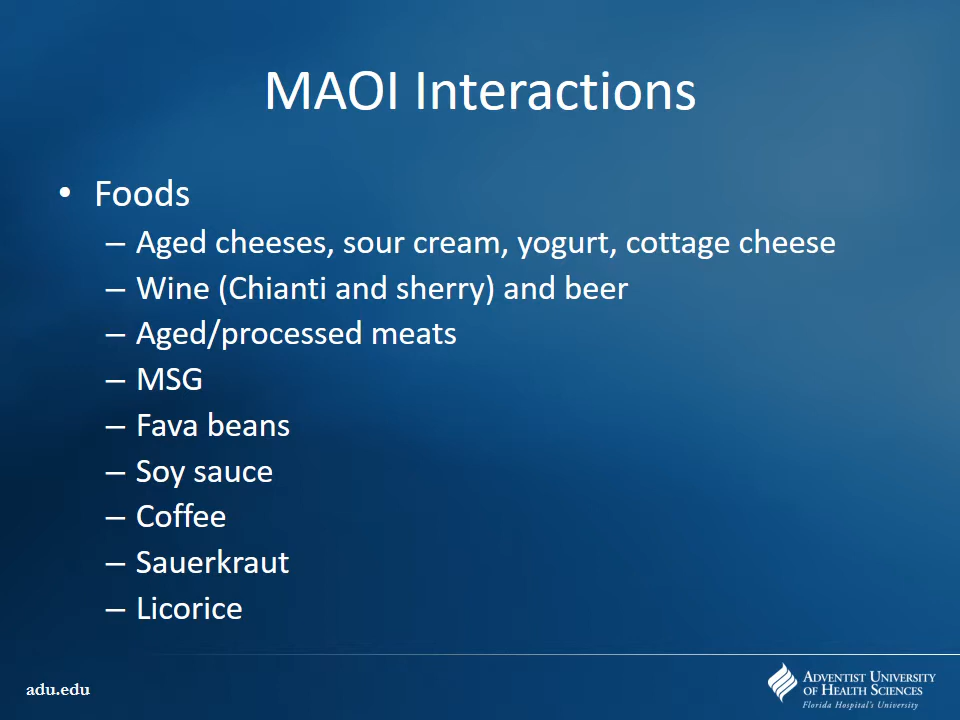 MAOI Interactions
• Foods
– Aged cheeses, sour cream, yogurt, cottage cheese
– Wine (Chianti and sherry) and beer
– Aged/processed meats
– MSG
– Fava beans
– Soy sauce
– Coffee
– Sauerkraut
– Licorice
adu.edu
ADVENTIST UNIVERSITY
OF HEALTH SCIENCES
Florida Hospital's University